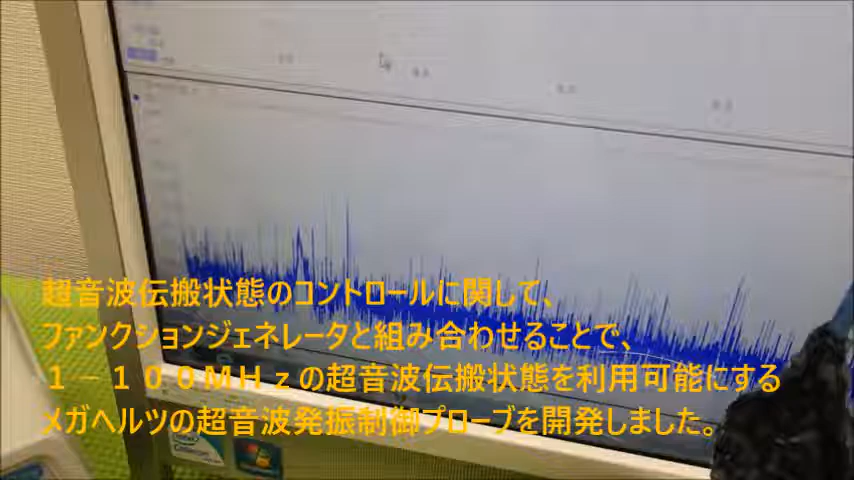 超音波伝搬状態のコントロールに関して、
ファンクションジェネレータと組み合わせることで、
１－１００ＭＨｚの超音波伝搬状態を利用可能にする
メガヘルツの超音波発振制御プローブを開発しました。
intel
Celeron